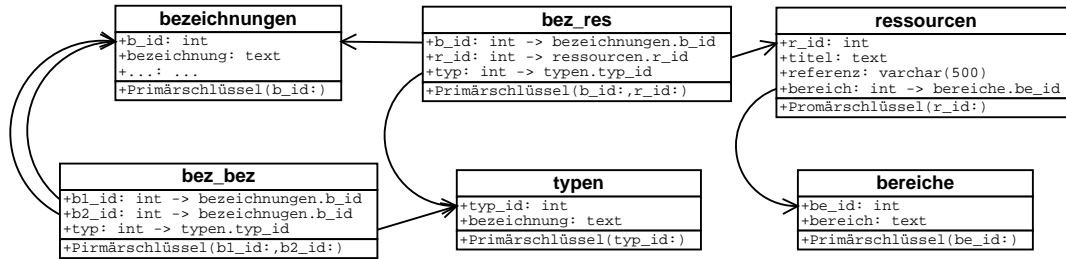 bezeichnungen
+b_id: int
+bezeichnung: text
+...: ...
+Primärschlüssel(b_id:)
bez_res
+b_id: int -> bezeichnungen.b_id
+r_id: int -> ressourcen.r_id
+typ: int -> typen.typ_id
+Primärschlüssel(b_id:,r_id:)
ressourcen
+r_id: int
+titel: text
+referenz: varchar(500)
+bereich: int -> bereiche.be_id
+Promärschlüssel(r_id:)
bez_bez
+b1_id: int -> bezeichnungen.b_id
+b2_id: int -> bezeichnugen.b_id
+typ: int -> typen.typ_id
+Pirmärschlüssel(b1_id:,b2_id:)
typen
+typ_id: int
+bezeichnung: text
+Primärschlüssel(typ_id:)
bereiche
+be_id: int
+bereich: text
+Primärschlüssel(be_id:)